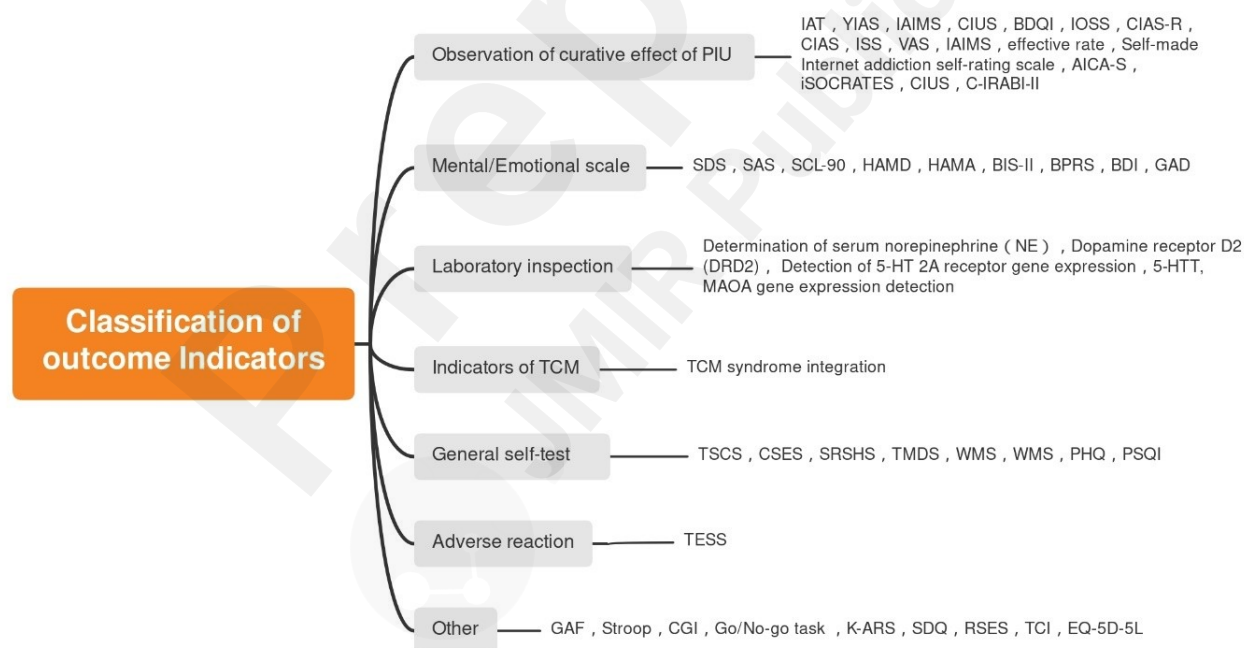 Classification of
outcome Indicators
Observation of curative effect of PIU
IAT , YIAS , IAIMS , CIUS , BDQI , IOSS , CIAS-R ,
CIAS , ISS , VAS , IAIMS , effective rate , Self-made
Internet addiction self-rating scale , AICA-S ,
iSOCRATES , CIUS , C-IRABI-II
Mental/Emotional scale
SDS , SAS , SCL-90 , HAMD , HAMA , BIS-II , BPRS , BDI , GAD
Laboratory inspection
Determination of serum norepinephrine ( NE ) , Dopamine receptor D2
(DRD2) , Detection of 5-HT 2A receptor gene expression , 5-HTT,
MAOA gene expression detection
Indicators of TCM
TCM syndrome integration
General self-test
TSCS , CSES , SRSHS , TMDS , WMS , WMS , PHQ , PSQI
Adverse reaction
TESS
Other
GAF , Stroop , CGI , Go/No-go task , K-ARS , SDQ , RSES , TCI , EQ-5D-5L
Prep
JMIR Public